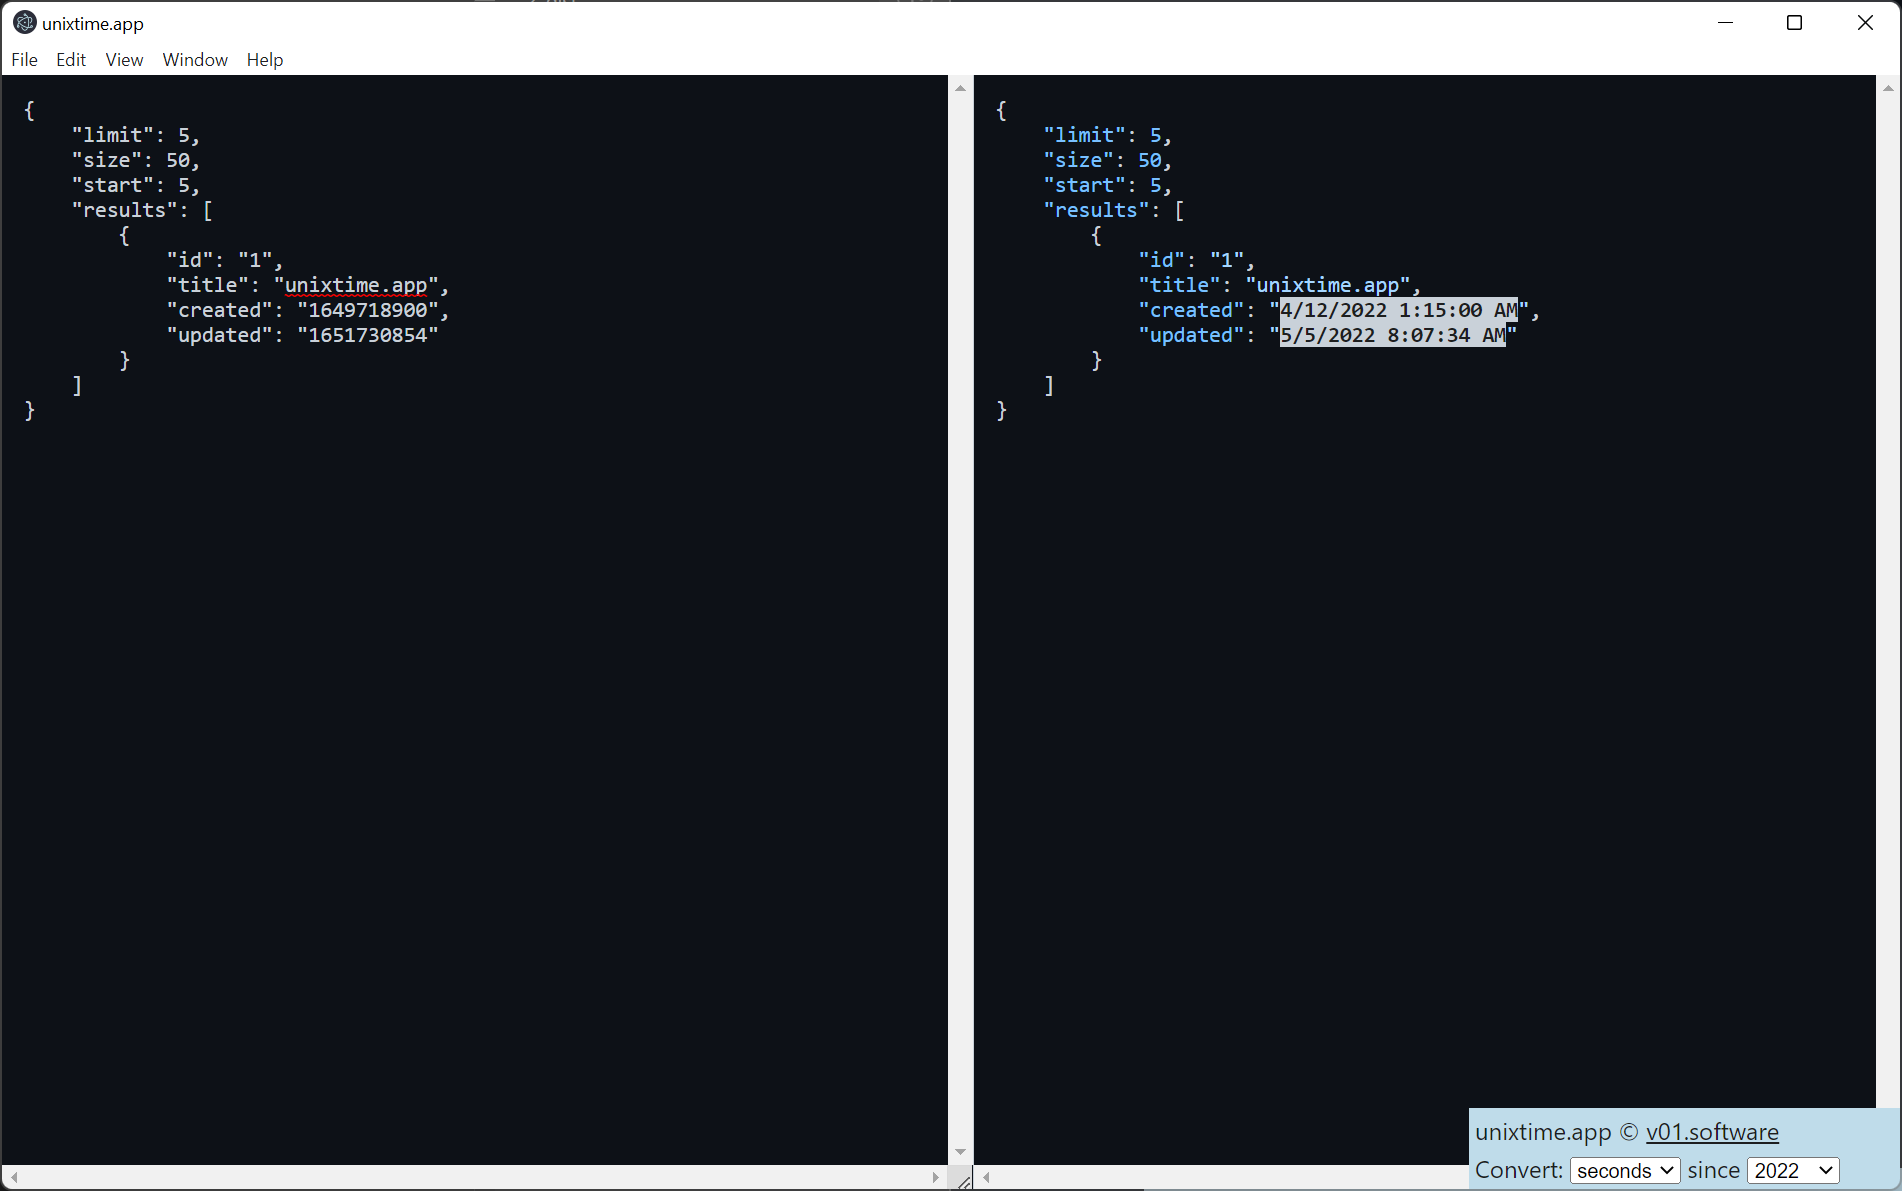 unixtime.app
File Edit View Window Help
{
    "limit": 5,
    "size": 50,
    "start": 5,
    "results": [
        {
            "id": "1",
            "title": "unixtime.app",
            "created": "1649718900",
            "updated": "1651730854"
        }
    ]
}
{
    "limit": 5,
    "size": 50,
    "start": 5,
    "results": [
        {
            "id": "1",
            "title": "unixtime.app",
            "created": "4/12/2022 1:15:00 AM",
            "updated": "5/5/2022 8:07:34 AM"
        }
    ]
}
unixtime.app © v01.software
Convert: seconds since 2022